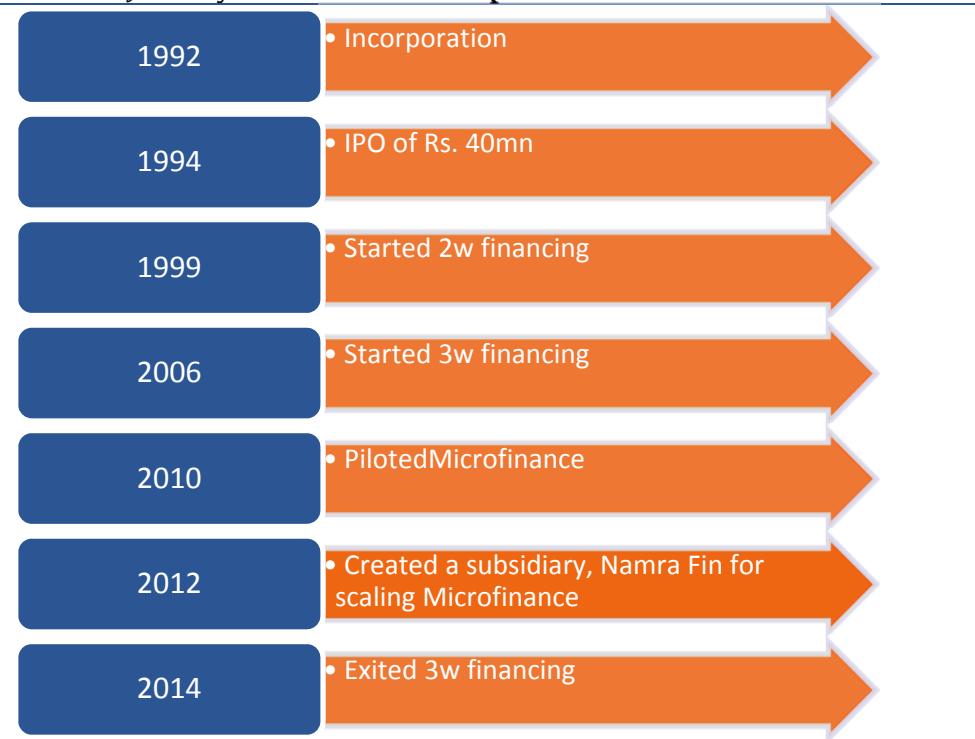 1992
• Incorporation
1994
• IPO of Rs. 40mn
1999
• Started 2w financing
2006
• Started 3w financing
2010
• PilotedMicrofinance
2012
• Created a subsidiary, Namra Fin for
scaling Microfinance
2014
• Exited 3w financing